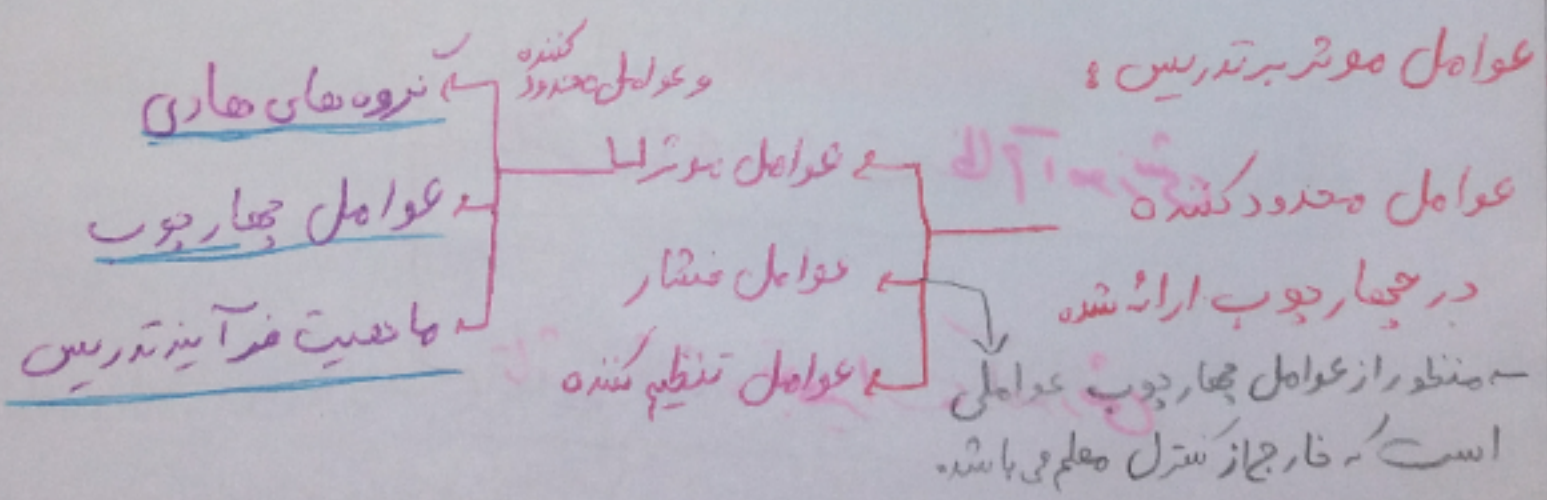 عوامل موثر بر تدریس :
عوامل محدود کننده
در چهارچوب ارائه شده
← عوامل موثر
و عوامل محدود کننده
← عوامل فشار
← عوامل تنظیم کننده
← نروه های هادی
← عوامل چهارچوب
← ماهیت فرآیند تدریس
← منظور از عوامل چهارچوب عواملی
است که خارج از کنترل معلم می باشد.